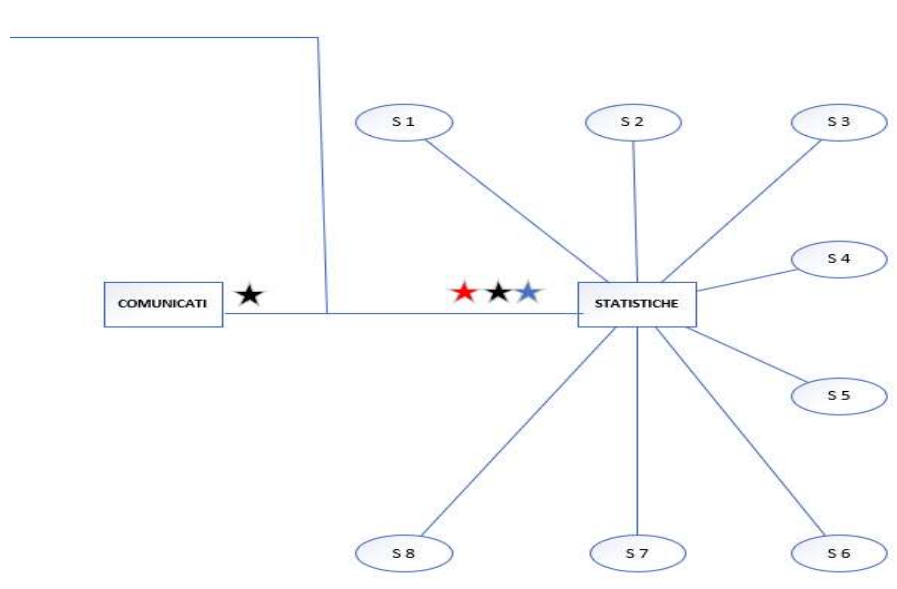 S 1
S 2
S 3
S 4
COMUNICATI
STATISTICHE
S 5
S 8
S 7
S 6